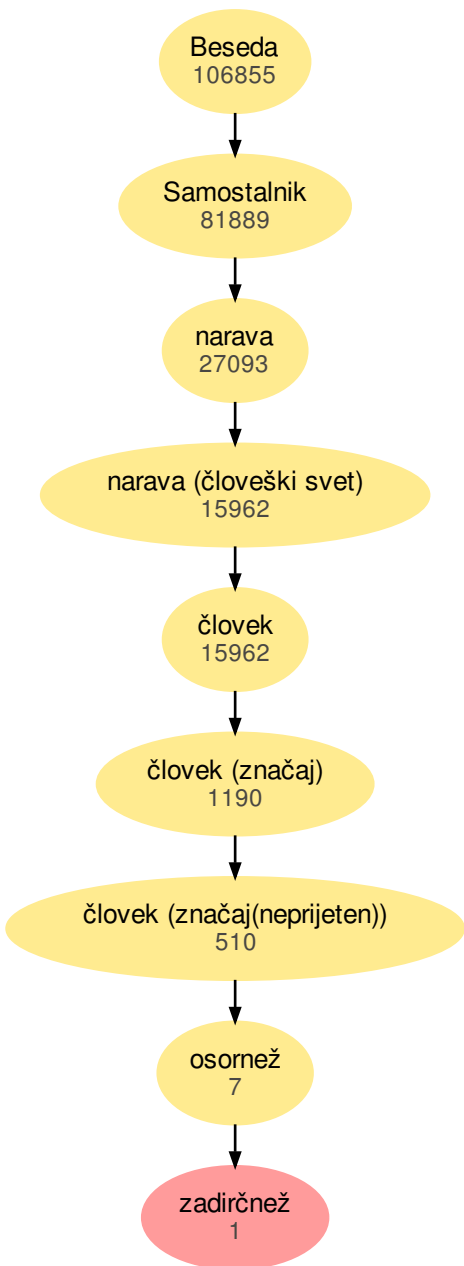 Beseda
106855
Samostalnik
81889
narava
27093
narava (človeški svet)
15962
človek
15962
človek (značaj)
1190
človek (značaj(neprijeten))
510
osornež
7
zadirčnež
1